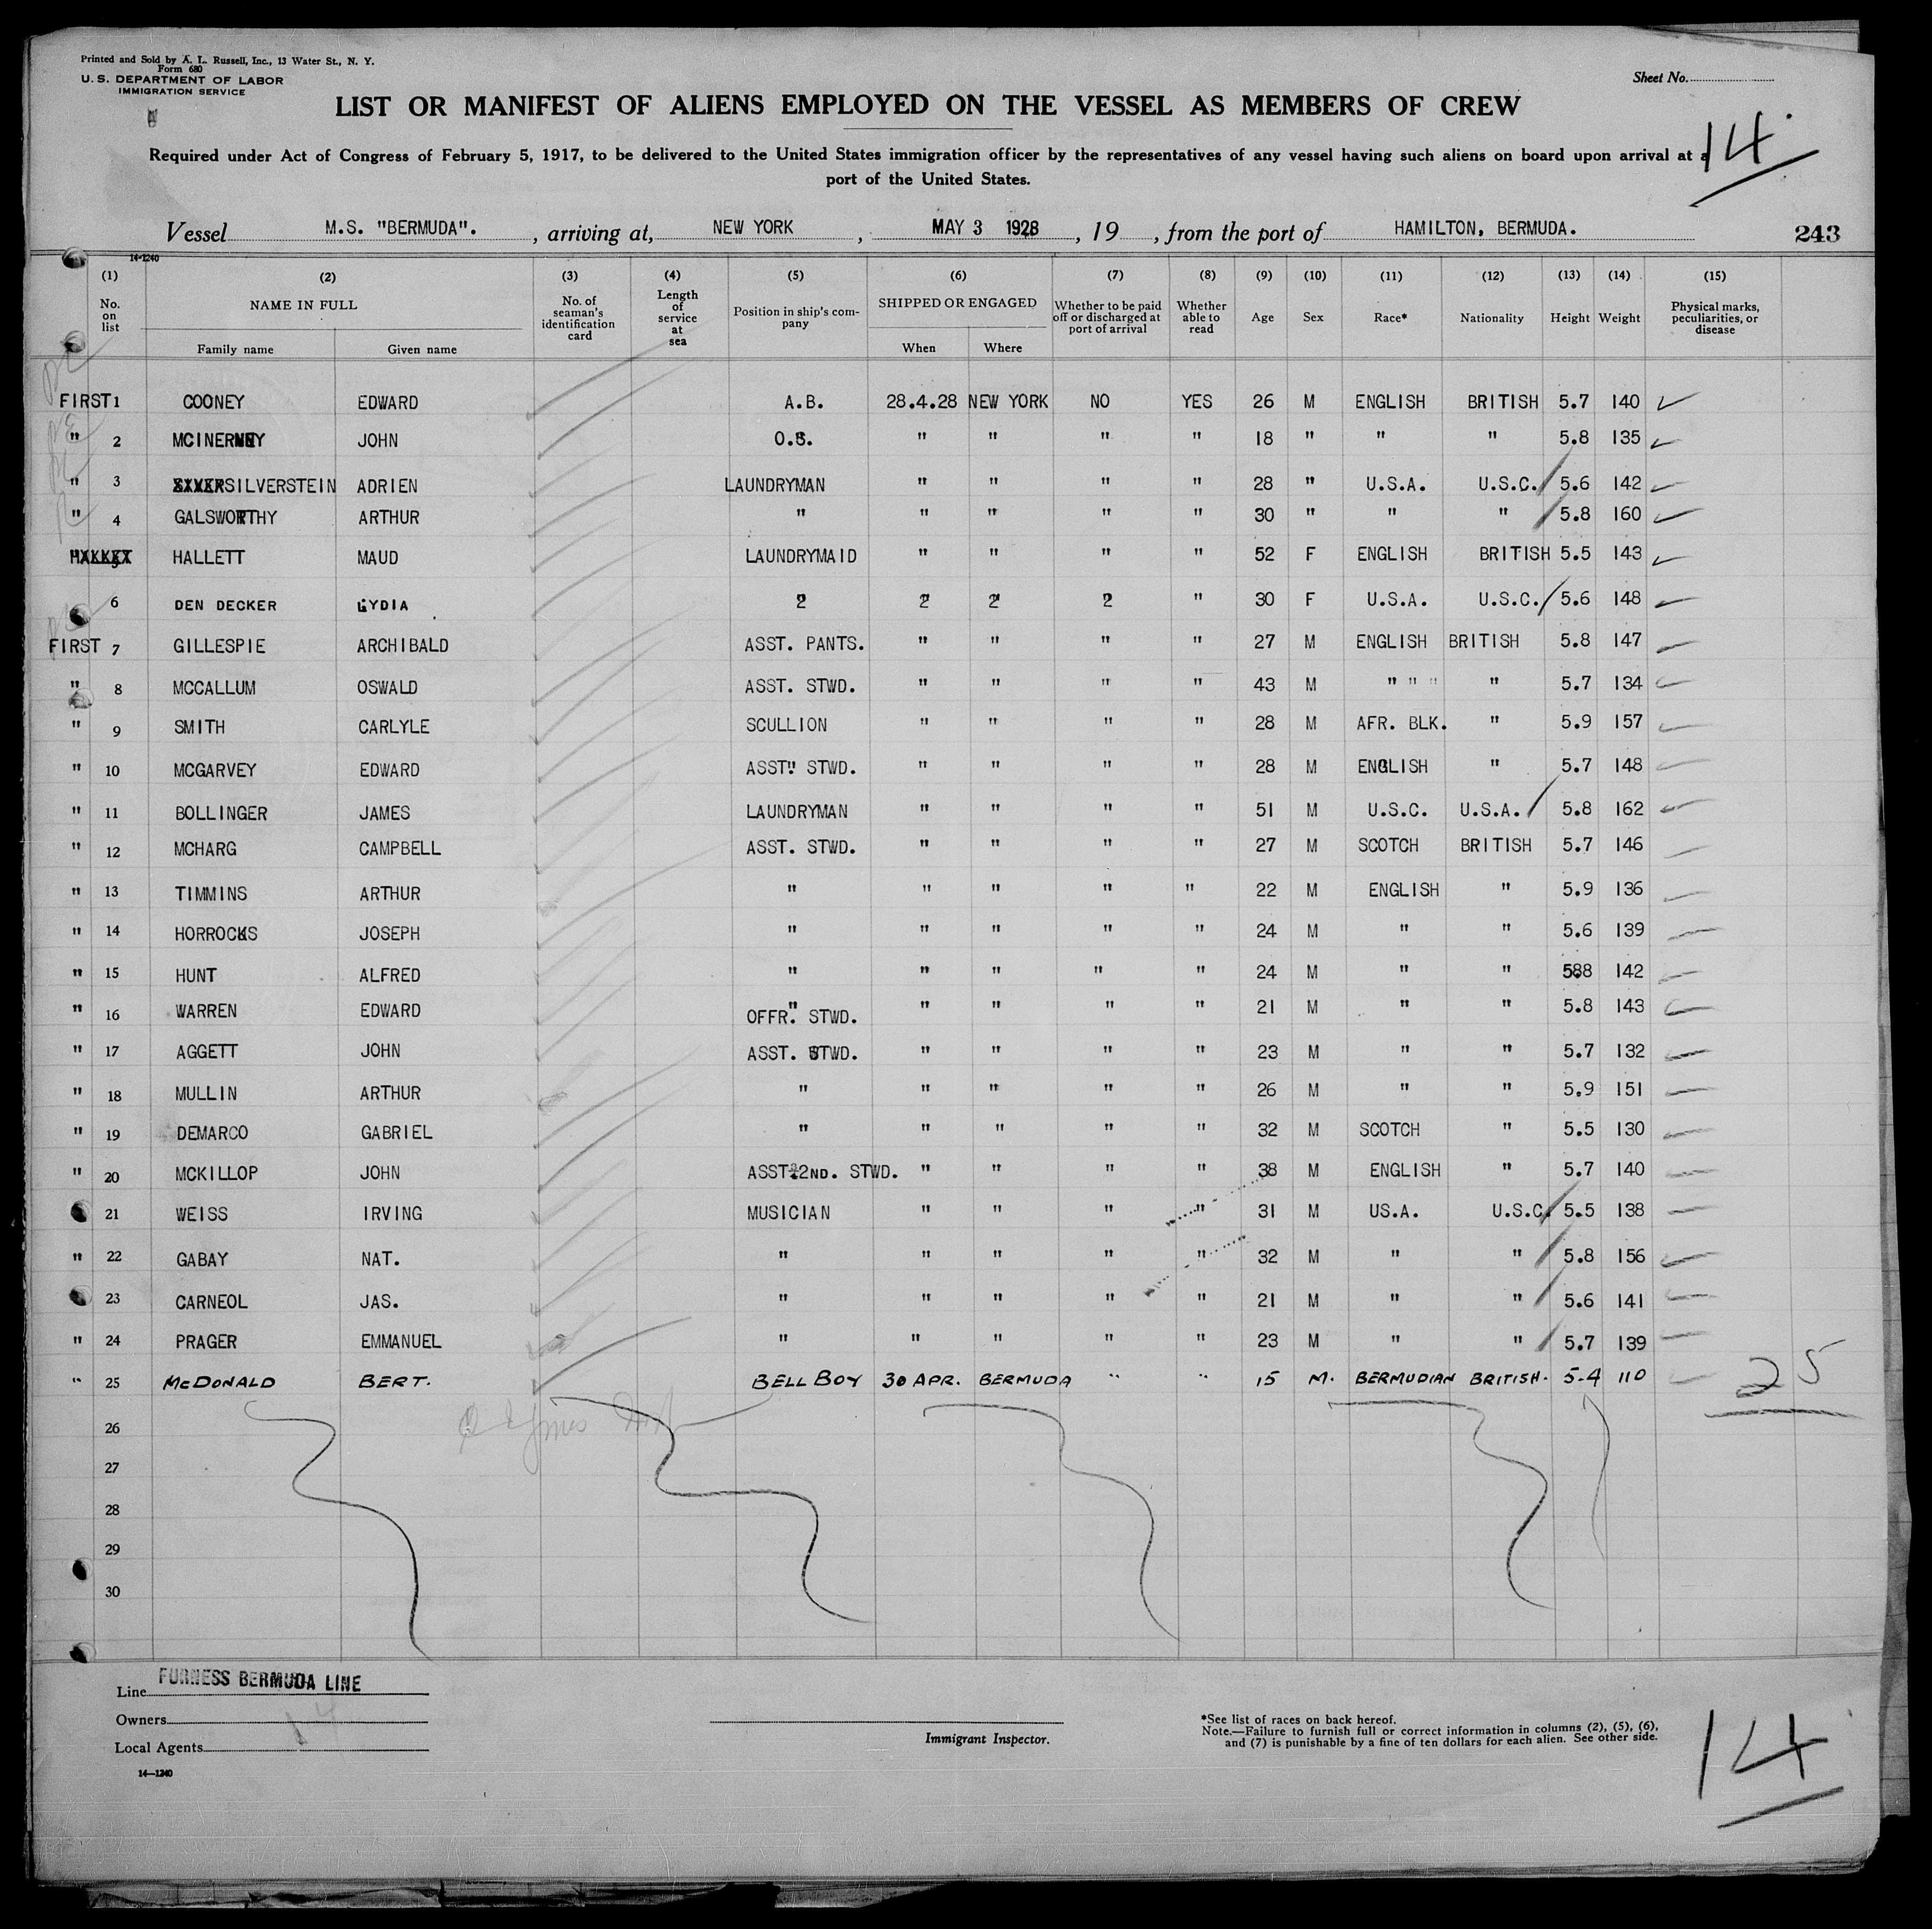 Printed and Sold by A. L. Russell, Inc., 13 Water St., N. Y.
Form 680
U. S. DEPARTMENT OF LABOR
IMMIGRATION SERVICE
Sheet No.
LIST OR MANIFEST OF ALIENS EMPLOYED ON THE VESSEL AS MEMBERS OF CREW
14
Required under Act of Congress of February 5, 1917, to be delivered to the United States immigration officer by the representatives of any vessel having such aliens on board upon arrival at a
port of the United States.
Vessel M.S. "BERMUDA". , arriving at, NEW YORK , MAY 3 1928 , 19 , from the port of HAMILTON, BERMUDA. 243
14-1240
(1) (2) (3) (4) (5) (6) (7) (8) (9) (10) (11) (12) (13) (14) (15)
No. on list NAME IN FULL No. of seaman's identification card Length of service at sea Position in ship's company SHIPPED OR ENGAGED Whether to be paid off or discharged at port of arrival Whether able to read Age Sex Race* Nationality Height Weight Physical marks, peculiarities, or disease
Family name Given name When Where
FIRST 1 COONEY EDWARD A.B. 28.4.28 NEW YORK NO YES 26 M ENGLISH BRITISH 5.7 140
" 2 MCINERNEY JOHN O.S. " " " " 18 " " " 5.8 135
" 3 SILVERSTEIN ADRIEN LAUNDRYMAN " " " " 28 " U.S.A. U.S.C. 5.6 142
" 4 GALSWORTHY ARTHUR " " " " " 30 " " " 5.8 160
5 HALLETT MAUD LAUNDRYMAID " " " " 52 F ENGLISH BRITISH 5.5 143
6 DEN DECKER LYDIA 2 2 2 2 " 30 F U.S.A. U.S.C. 5.6 148
FIRST 7 GILLESPIE ARCHIBALD ASST. PANTS. " " " " 27 M ENGLISH BRITISH 5.8 147
" 8 MCCALLUM OSWALD ASST. STWD. " " " " 43 M " " " " 5.7 134
" 9 SMITH CARLYLE SCULLION " " " " 28 M AFR. BLK. " 5.9 157
" 10 MCGARVEY EDWARD ASST" STWD. " " " " 28 M ENGLISH " 5.7 148
" 11 BOLLINGER JAMES LAUNDRYMAN " " " " 51 M U.S.C. U.S.A. 5.8 162
" 12 MCHARG CAMPBELL ASST. STWD. " " " " 27 M SCOTCH BRITISH 5.7 146
" 13 TIMMINS ARTHUR " " " " " 22 M ENGLISH " 5.9 136
" 14 HORROCKS JOSEPH " " " " " 24 M " " 5.6 139
" 15 HUNT ALFRED " " " " " 24 M " " 5.8 142
" 16 WARREN EDWARD " OFFR. STWD. " " " " 21 M " " 5.8 143
" 17 AGGETT JOHN ASST. STWD. " " " " 23 M " " 5.7 132
" 18 MULLIN ARTHUR " " " " " 26 M " " 5.9 151
" 19 DEMARCO GABRIEL " " " " " 32 M SCOTCH " 5.5 130
" 20 MCKILLOP JOHN ASST. 2ND. STWD. " " " " 38 M ENGLISH " 5.7 140
21 WEISS IRVING MUSICIAN " " " " 31 M US.A. U.S.C. 5.5 138
" 22 GABAY NAT. " " " " " 32 M " " 5.8 156
23 CARNEOL JAS. " " " " " 21 M " " 5.6 141
" 24 PRAGER EMMANUEL " " " " " 23 M " " 5.7 139
" 25 MCDONALD BERT. BELL BOY 30 APR. BERMUDA " " 15 M. BERMUDIAN BRITISH. 5-4 110 25
26
27
28
29
30
Line FURNESS BERMUDA LINE
Owners
Local Agents
14—1240
Immigrant Inspector.
*See list of races on back hereof.
Note.—Failure to furnish full or correct information in columns (2), (5), (6),
and (7) is punishable by a fine of ten dollars for each alien. See other side.
14